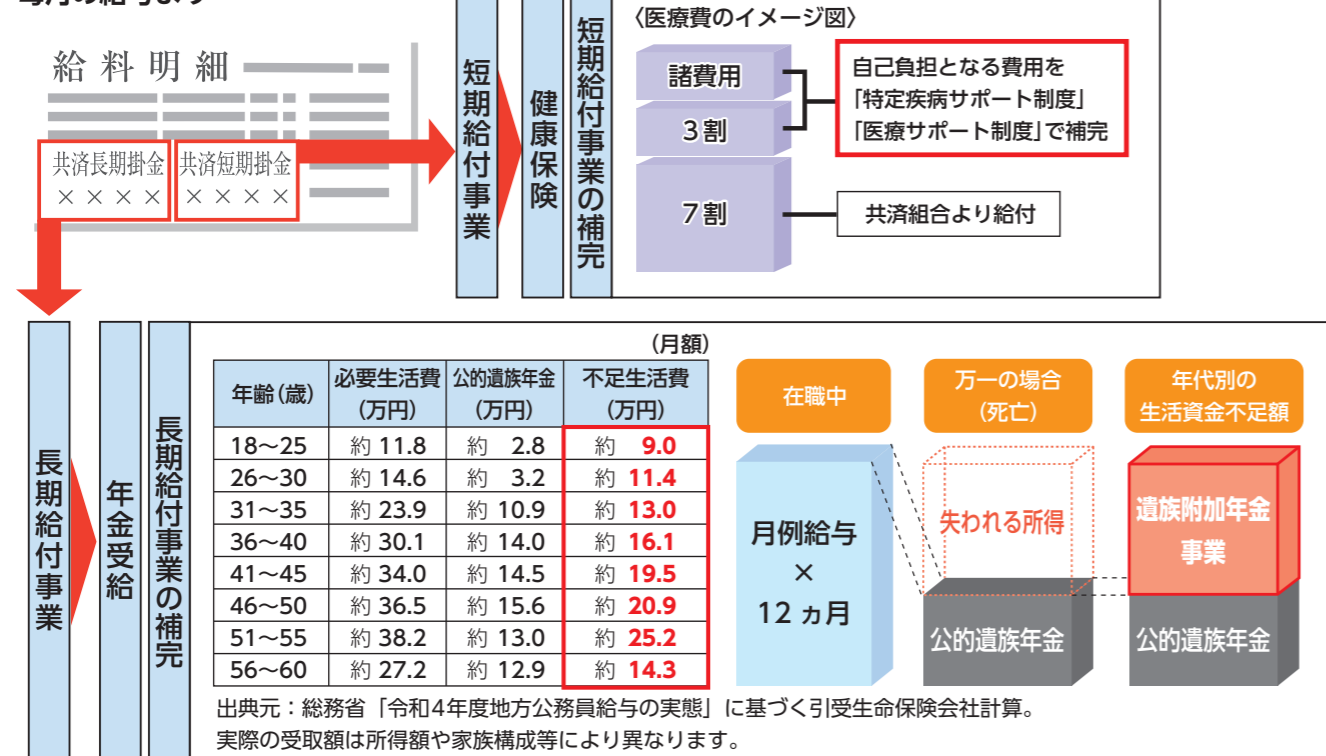 給料明細
共済長期掛金
××××
共済短期掛金
××××
短期給付事業
健康保険
短期給付事業の補完
〈医療費のイメージ図〉
諸費用
3割
7割
自己負担となる費用を
「特定疾病サポート制度」
「医療サポート制度」で補完
共済組合より給付
長期給付事業
年金受給
長期給付事業の補完
(月額)
年齢(歳) 必要生活費(万円) 公的遺族年金(万円) 不足生活費(万円)
18〜25 約 11.8 約 2.8 約 9.0
26〜30 約 14.6 約 3.2 約 11.4
31〜35 約 23.9 約 10.9 約 13.0
36〜40 約 30.1 約 14.0 約 16.1
41〜45 約 34.0 約 14.5 約 19.5
46〜50 約 36.5 約 15.6 約 20.9
51〜55 約 38.2 約 13.0 約 25.2
56〜60 約 27.2 約 12.9 約 14.3
在職中
月例給与
×
12ヵ月
万一の場合
(死亡)
失われる所得
公的遺族年金
年代別の
生活資金不足額
遺族附加年金
事業
公的遺族年金
出典元：総務省「令和4年度地方公務員給与の実態」に基づく引受生命保険会社計算。
実際の受取額は所得額や家族構成等により異なります。